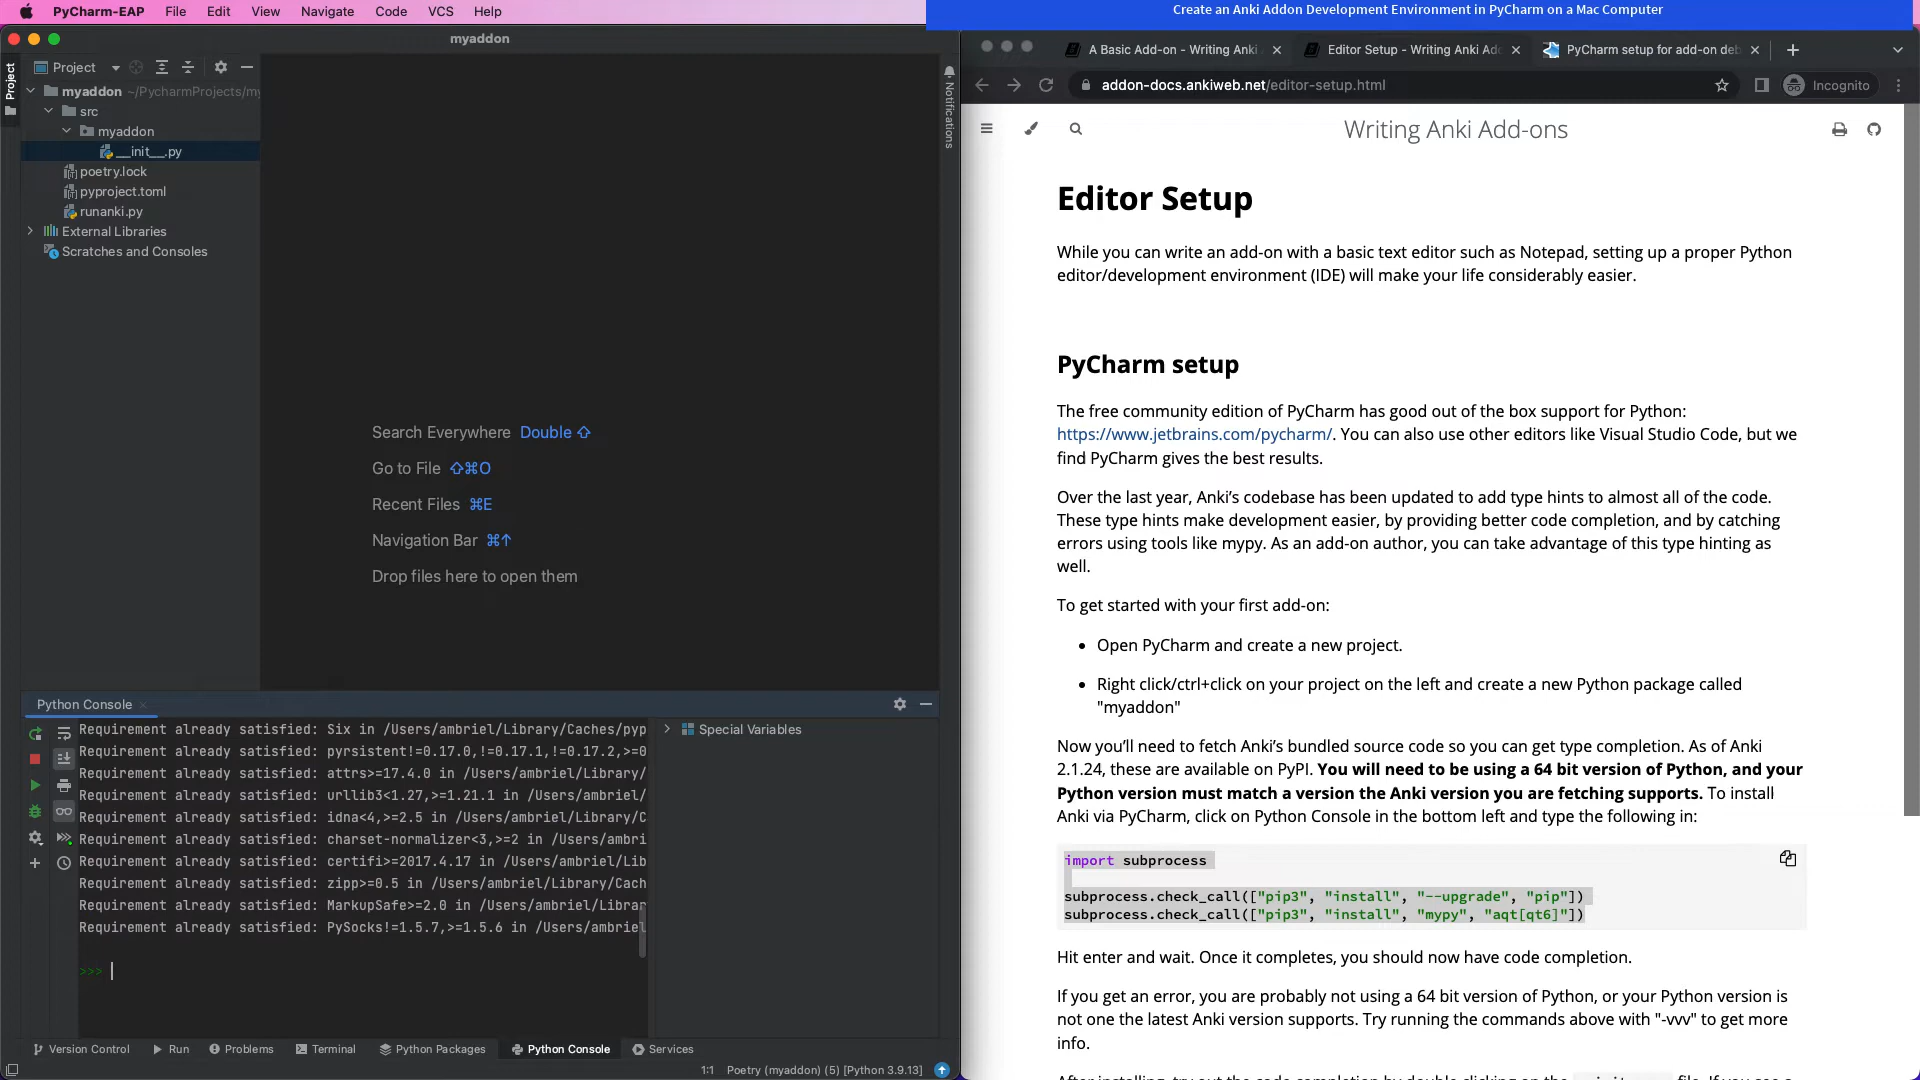 PyCharm-EAP File Edit View Navigate Code VCS Help
Create an Anki Addon Development Environment in PyCharm on a Mac Computer
myaddon
Project
Project
myaddon ~/PycharmProjects/my
src
myaddon
__init__.py
poetry.lock
pyproject.toml
runanki.py
External Libraries
Scratches and Consoles
Notifications
Search Everywhere Double ⇧
Go to File ⇧⌘O
Recent Files ⌘E
Navigation Bar ⌘↑
Drop files here to open them
Python Console
Requirement already satisfied: Six in /Users/ambriel/Library/Caches/pyp
Requirement already satisfied: pyrsistent!=0.17.0,!=0.17.1,!=0.17.2,>=0
Requirement already satisfied: attrs>=17.4.0 in /Users/ambriel/Library/
Requirement already satisfied: urllib3<1.27,>=1.21.1 in /Users/ambriel/
Requirement already satisfied: idna<4,>=2.5 in /Users/ambriel/Library/C
Requirement already satisfied: charset-normalizer<3,>=2 in /Users/ambri
Requirement already satisfied: certifi>=2017.4.17 in /Users/ambriel/Lib
Requirement already satisfied: zipp>=0.5 in /Users/ambriel/Library/Cach
Requirement already satisfied: MarkupSafe>=2.0 in /Users/ambriel/Librar
Requirement already satisfied: PySocks!=1.5.7,>=1.5.6 in /Users/ambriel
>>>
Special Variables
Version Control Run Problems Terminal Python Packages Python Console Services
1:1 Poetry (myaddon) (5) [Python 3.9.13]
A Basic Add-on - Writing Anki Editor Setup - Writing Anki Add PyCharm setup for add-on deb
addon-docs.ankiweb.net/editor-setup.html Incognito
Writing Anki Add-ons
Editor Setup
While you can write an add-on with a basic text editor such as Notepad, setting up a proper Python
editor/development environment (IDE) will make your life considerably easier.
PyCharm setup
The free community edition of PyCharm has good out of the box support for Python:
https://www.jetbrains.com/pycharm/. You can also use other editors like Visual Studio Code, but we
find PyCharm gives the best results.
Over the last year, Anki’s codebase has been updated to add type hints to almost all of the code.
These type hints make development easier, by providing better code completion, and by catching
errors using tools like mypy. As an add-on author, you can take advantage of this type hinting as
well.
To get started with your first add-on:
• Open PyCharm and create a new project.
• Right click/ctrl+click on your project on the left and create a new Python package called
"myaddon"
Now you’ll need to fetch Anki’s bundled source code so you can get type completion. As of Anki
2.1.24, these are available on PyPI. You will need to be using a 64 bit version of Python, and your
Python version must match a version the Anki version you are fetching supports. To install
Anki via PyCharm, click on Python Console in the bottom left and type the following in:
import subprocess
subprocess.check_call(["pip3", "install", "--upgrade", "pip"])
subprocess.check_call(["pip3", "install", "mypy", "aqt[qt6]"])
Hit enter and wait. Once it completes, you should now have code completion.
If you get an error, you are probably not using a 64 bit version of Python, or your Python version is
not one the latest Anki version supports. Try running the commands above with "-vvv" to get more
info.